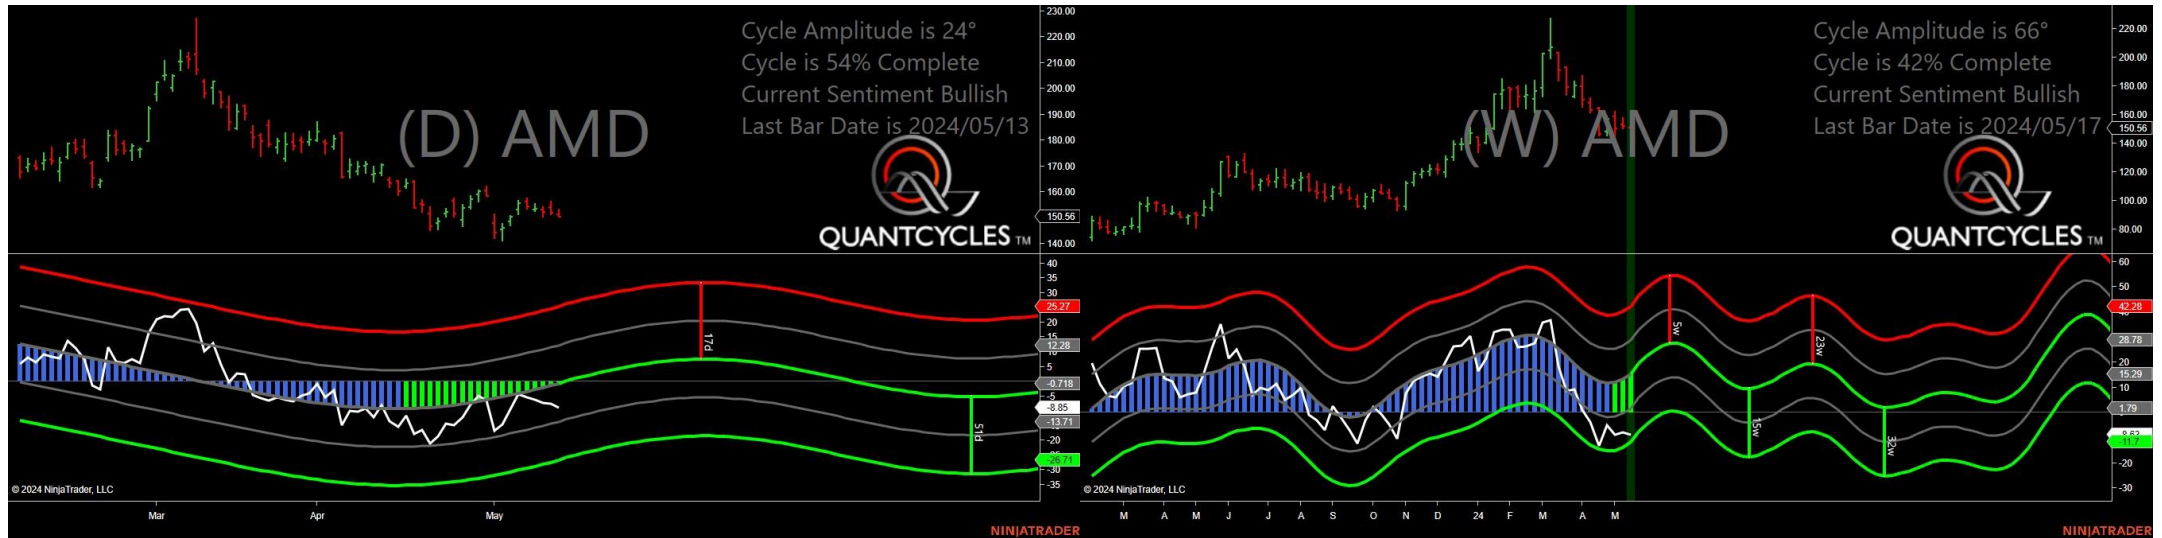 Cycle Amplitude is 24°
Cycle is 54% Complete
Current Sentiment Bullish
Last Bar Date is 2024/05/13
(D) AMD
QUANTCYCLES TM
230.00
220.00
210.00
200.00
190.00
180.00
170.00
160.00
150.56
140.00
40
35
30
25.27
20
15
12.28
10
5
-0.718
-5
-8.85
-13.71
-20
-26.71
-30
-35
17d
51d
© 2024 NinjaTrader, LLC
Mar
Apr
May
NINJATRADER
Cycle Amplitude is 66°
Cycle is 42% Complete
Current Sentiment Bullish
Last Bar Date is 2024/05/17
(W) AMD
QUANTCYCLES TM
220.00
200.00
180.00
160.00
150.56
140.00
120.00
100.00
80.00
60
50
42.28
28.78
20
15.29
10
1.79
-11.7
-20
-30
5w
15w
23w
32w
© 2024 NinjaTrader, LLC
M
A
M
J
J
A
S
O
N
D
24
F
M
A
M
NINJATRADER